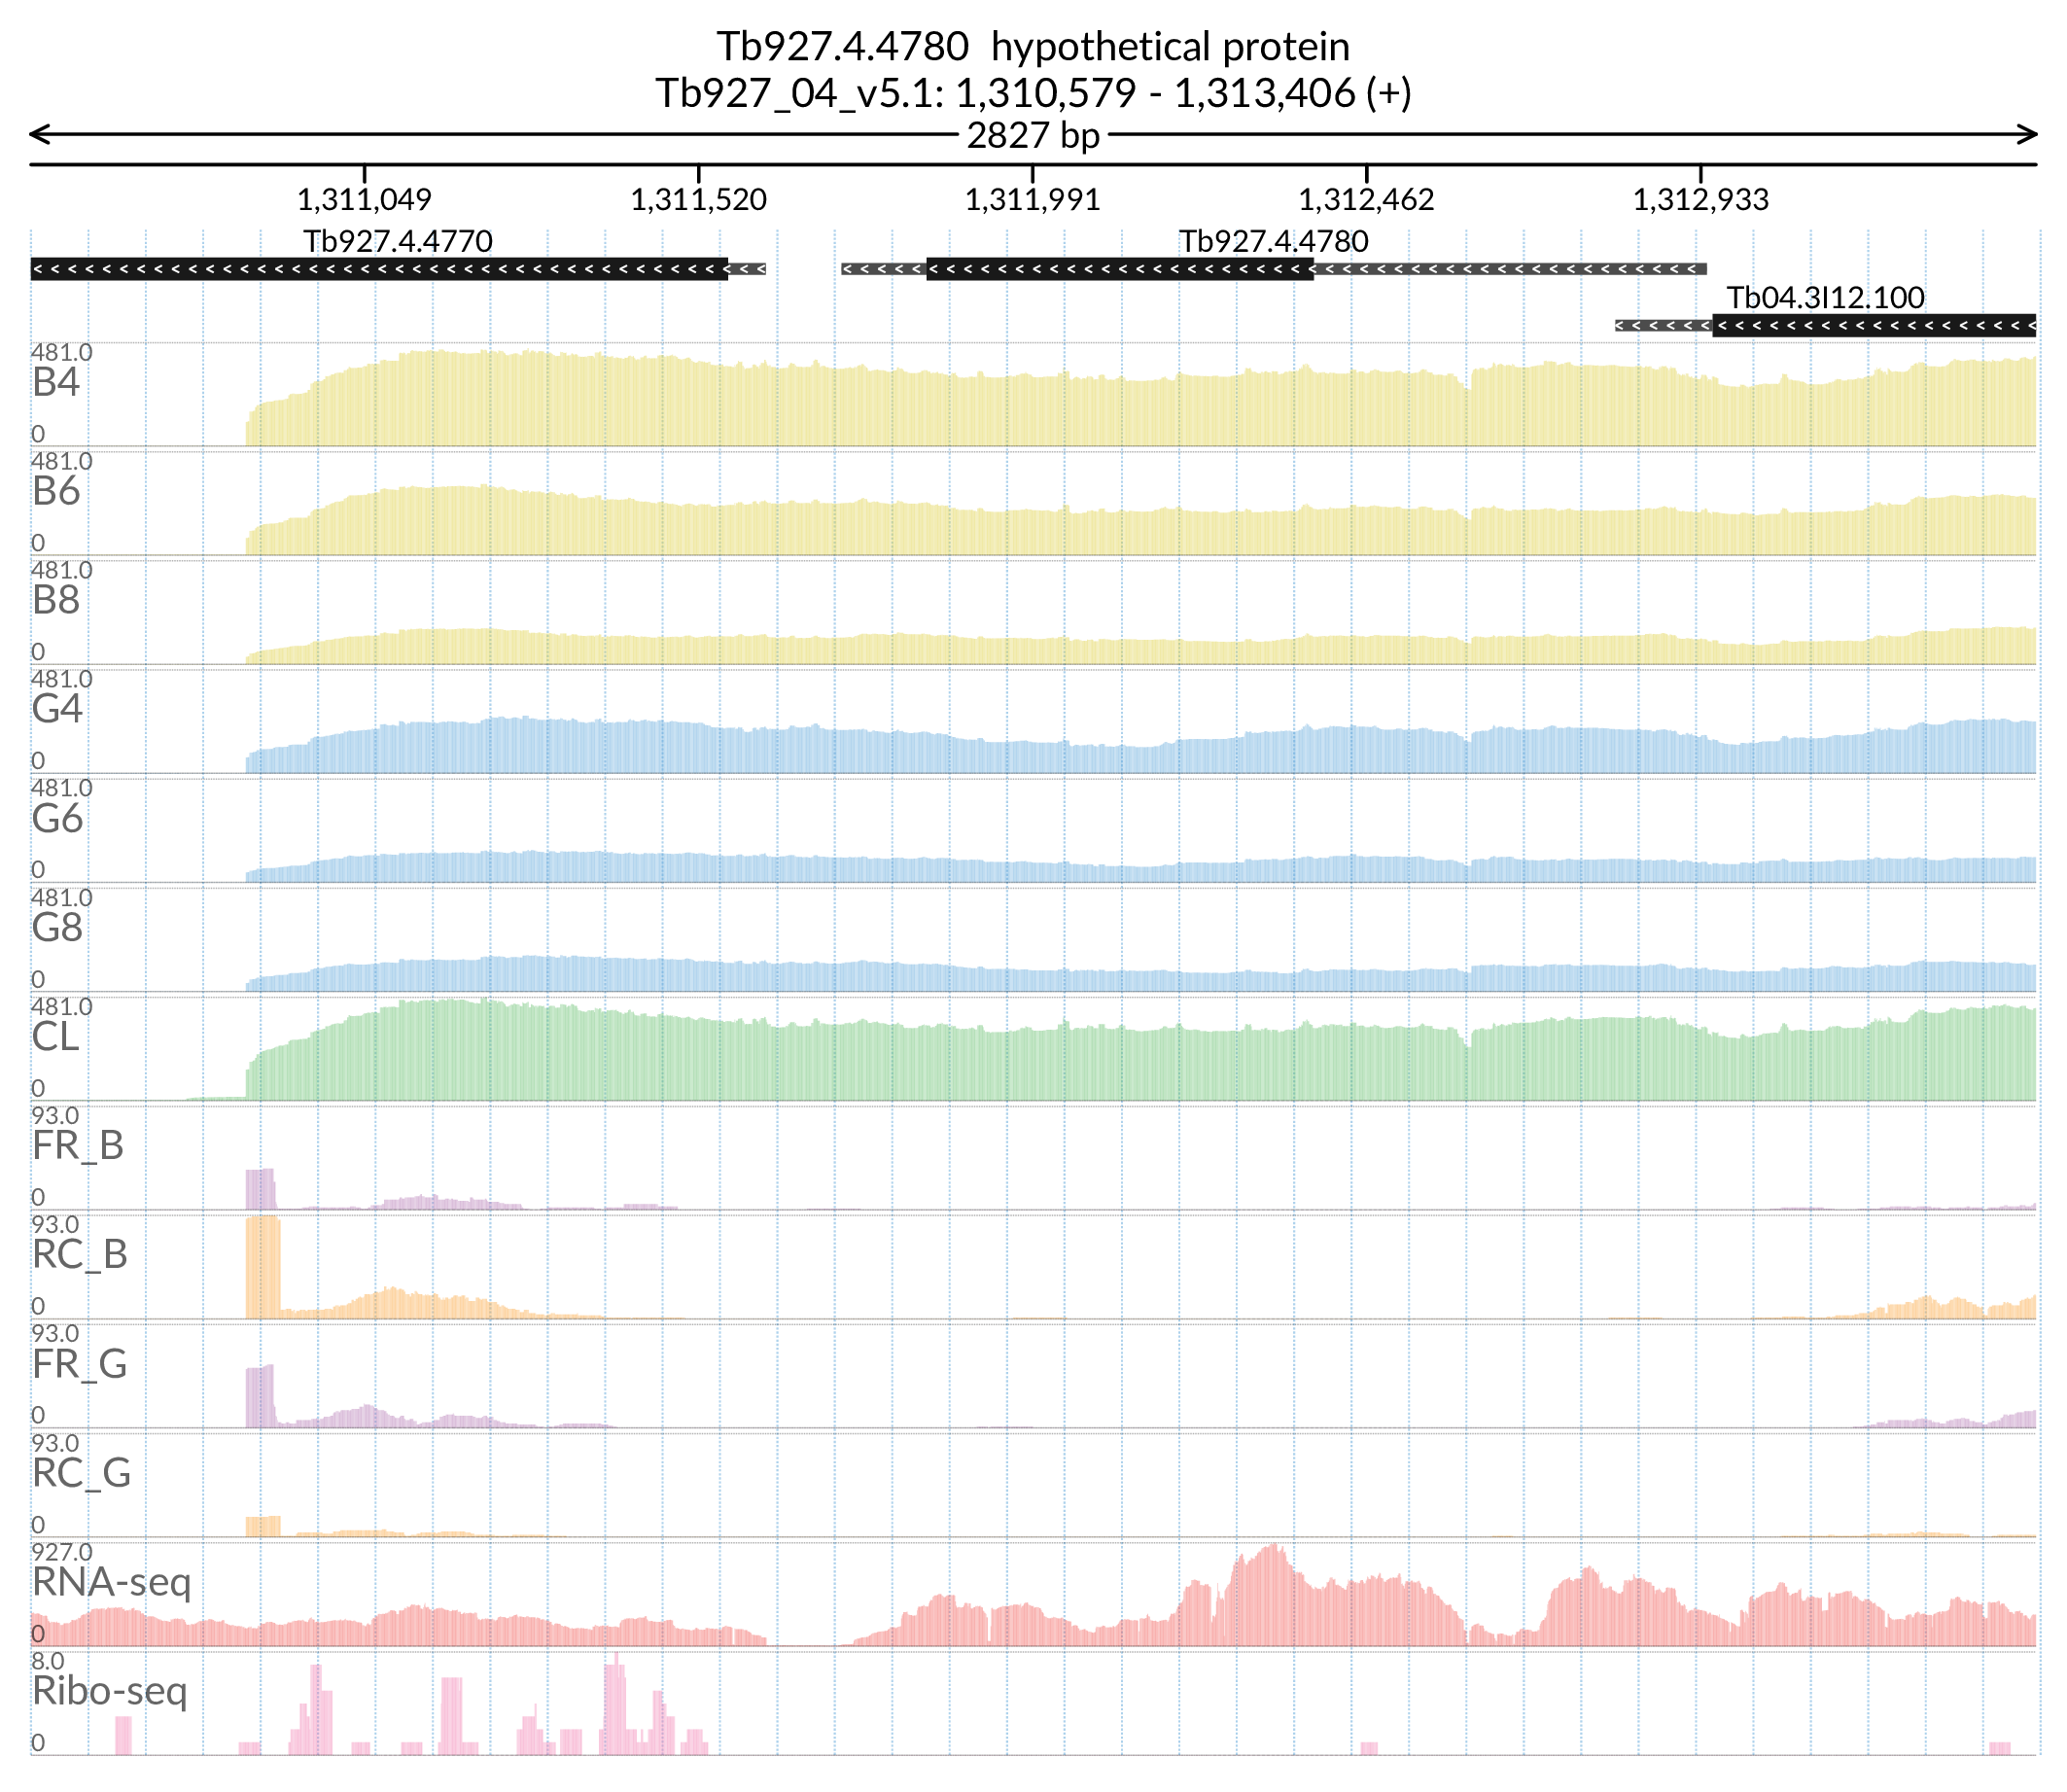 Tb927.4.4780  hypothetical protein
Tb927_04_v5.1: 1,310,579 - 1,313,406 (+)
2827 bp
1,311,049 1,311,520 1,311,991 1,312,462 1,312,933
Tb927.4.4770 Tb927.4.4780
Tb04.3I12.100
481.0
B4
0
481.0
B6
0
481.0
B8
0
481.0
G4
0
481.0
G6
0
481.0
G8
0
481.0
CL
0
93.0
FR_B
0
93.0
RC_B
0
93.0
FR_G
0
93.0
RC_G
0
927.0
RNA-seq
0
8.0
Ribo-seq
0